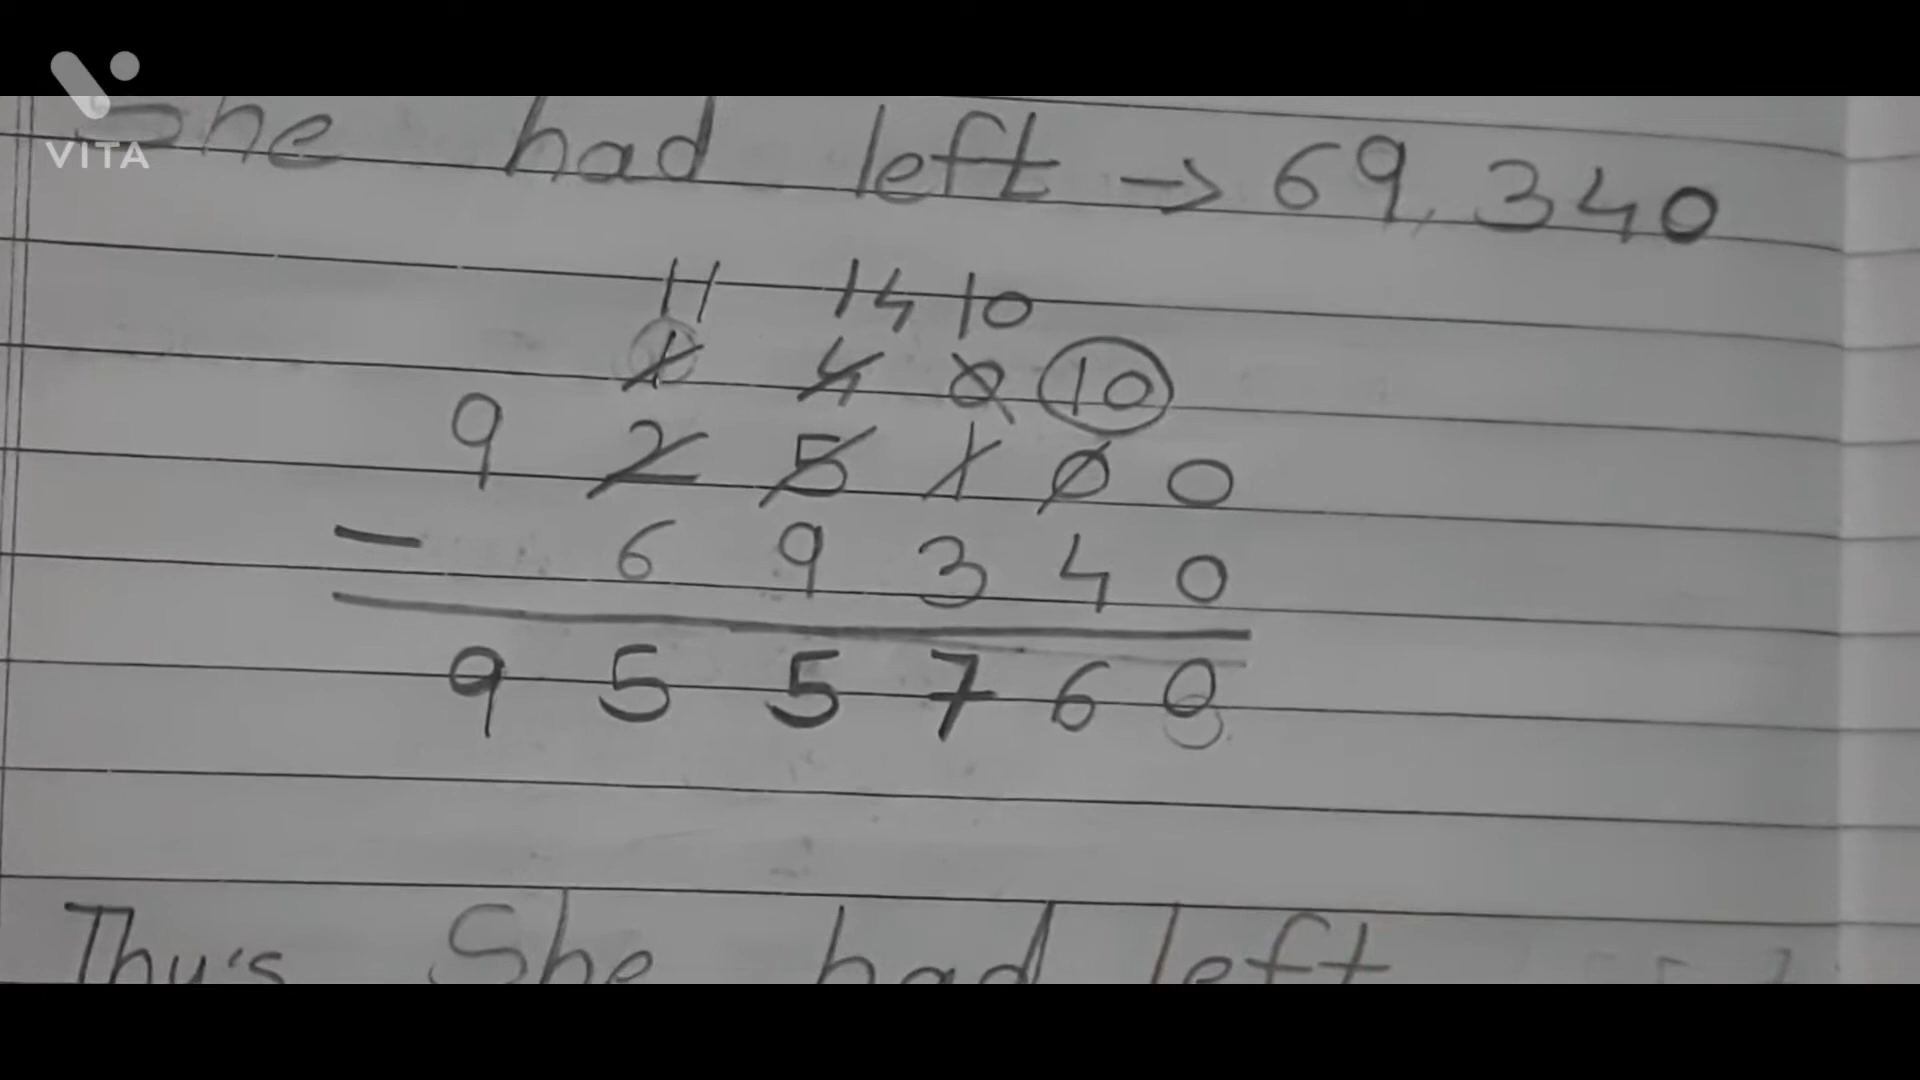 VITA
She had left → 69,340
11 14 10
1 4 0 10
9 2 5 1 0 0
- 6 9 3 4 0
9 5 5 7 6 0
Thus She had left